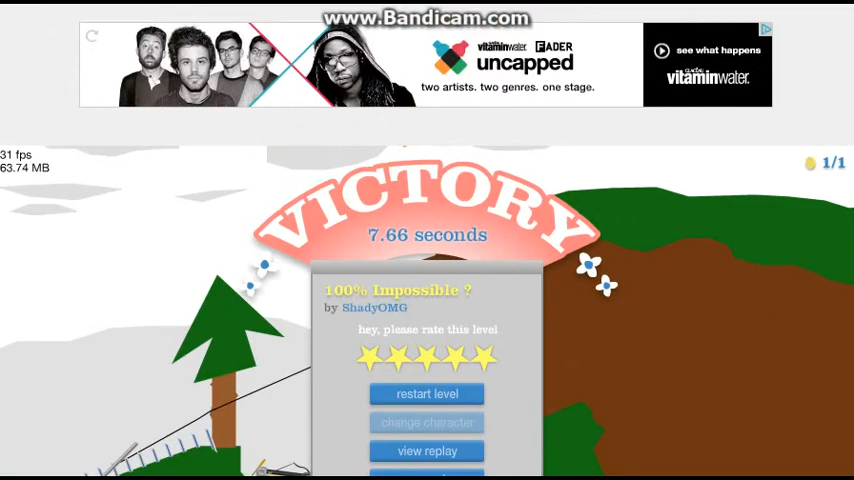 www.Bandicam.com
glacéau
vitaminwater.
FADER
uncapped
two artists. two genres. one stage.
see what happens
glacéau
vitaminwater.
31 fps
63.74 MB
1/1
VICTORY
7.66 seconds
100% Impossible ?
by ShadyOMG
hey, please rate this level
restart level
change character
view replay